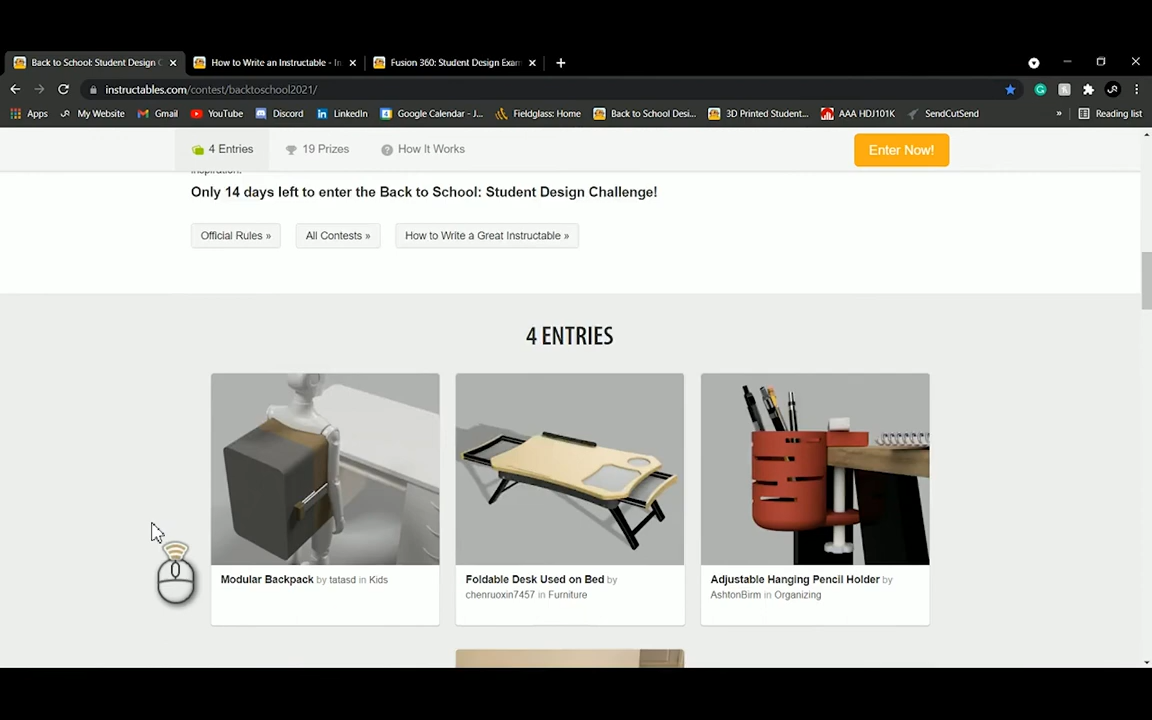 Back to School: Student Design C
How to Write an Instructable - I
Fusion 360: Student Design Exam
instructables.com/contest/backtoschool2021/
Apps
My Website
Gmail
YouTube
Discord
LinkedIn
Google Calendar - J...
Fieldglass: Home
Back to School Desi...
3D Printed Student...
AAA HDJ101K
SendCutSend
»
Reading list
4 Entries
19 Prizes
How It Works
Enter Now!
inspiration.
Only 14 days left to enter the Back to School: Student Design Challenge!
Official Rules »
All Contests »
How to Write a Great Instructable »
4 ENTRIES
Modular Backpack by tatasd in Kids
Foldable Desk Used on Bed by
chenruoxin7457 in Furniture
Adjustable Hanging Pencil Holder by
AshtonBirm in Organizing